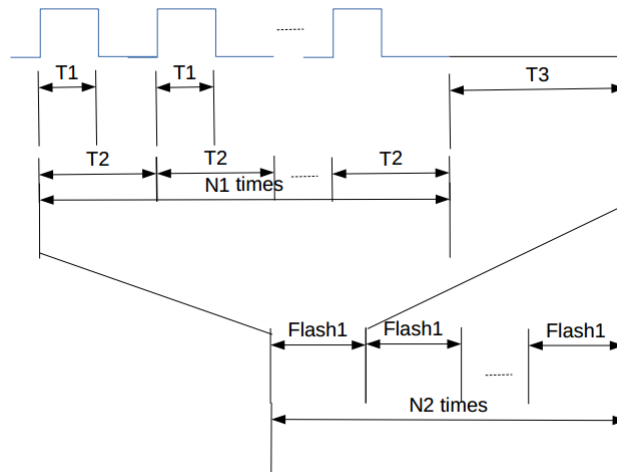 T1 T1 T3
T2 T2 T2
N1 times
Flash1 Flash1 Flash1
N2 times